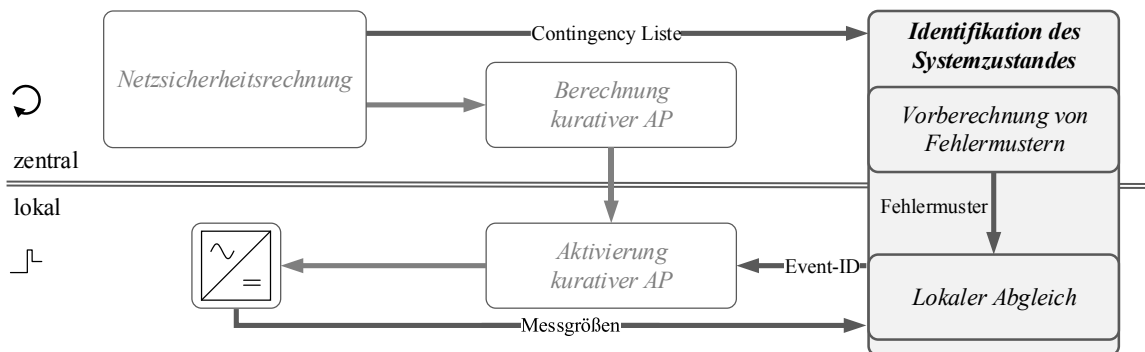 Contingency Liste
Identifikation des
Systemzustandes
Netzsicherheitsrechnung
Berechnung
kurativer AP
Vorberechnung von
Fehlermustern
zentral
lokal
Fehlermuster
Aktivierung
kurativer AP
Event-ID
Lokaler Abgleich
Messgrößen